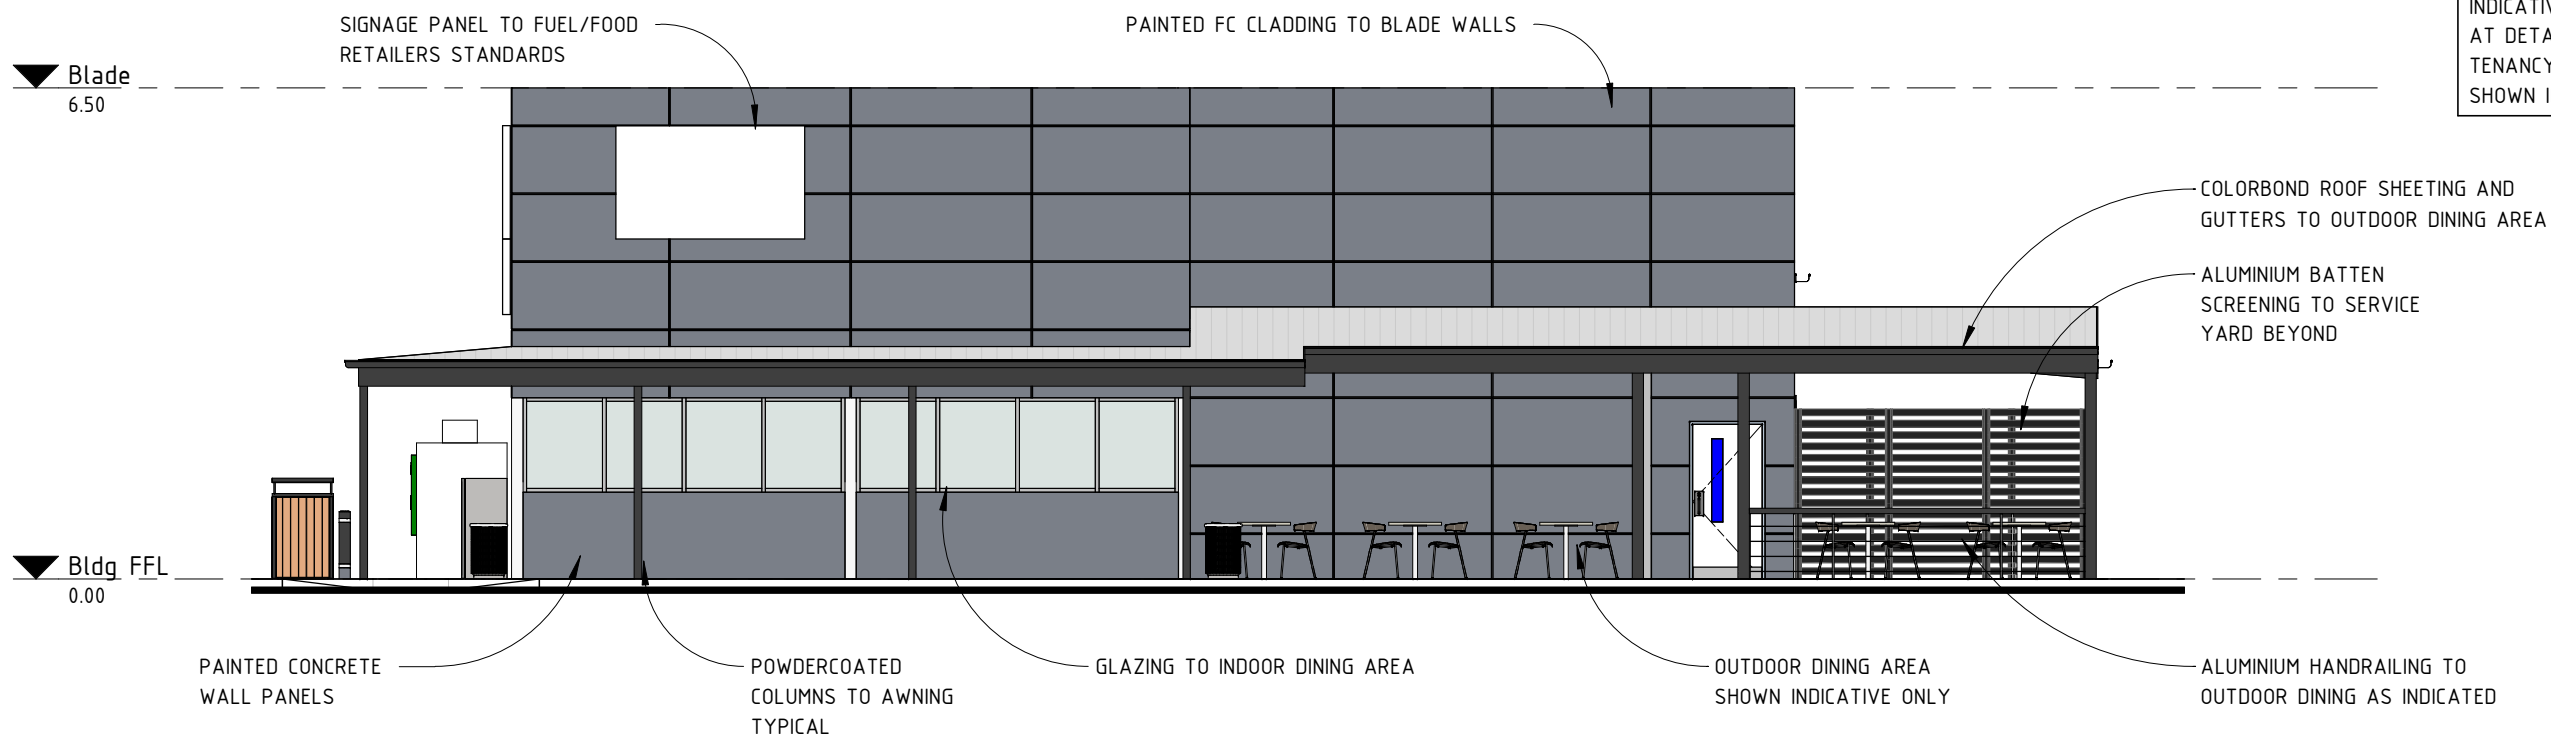 SIGNAGE PANEL TO FUEL/FOOD
RETAILERS STANDARDS
PAINTED FC CLADDING TO BLADE WALLS
AT
TENANCY
SHOWN
Blade
6.50
COLORBOND ROOF SHEETING AND
GUTTERS TO OUTDOOR DINING AREA
ALUMINIUM BATTEN
SCREENING TO SERVICE
YARD BEYOND
Bldg FFL
0.00
PAINTED CONCRETE
WALL PANELS
POWDERCOATED
COLUMNS TO AWNING
TYPICAL
GLAZING TO INDOOR DINING AREA
OUTDOOR DINING AREA
SHOWN INDICATIVE ONLY
ALUMINIUM HANDRAILING TO
OUTDOOR DINING AS INDICATED